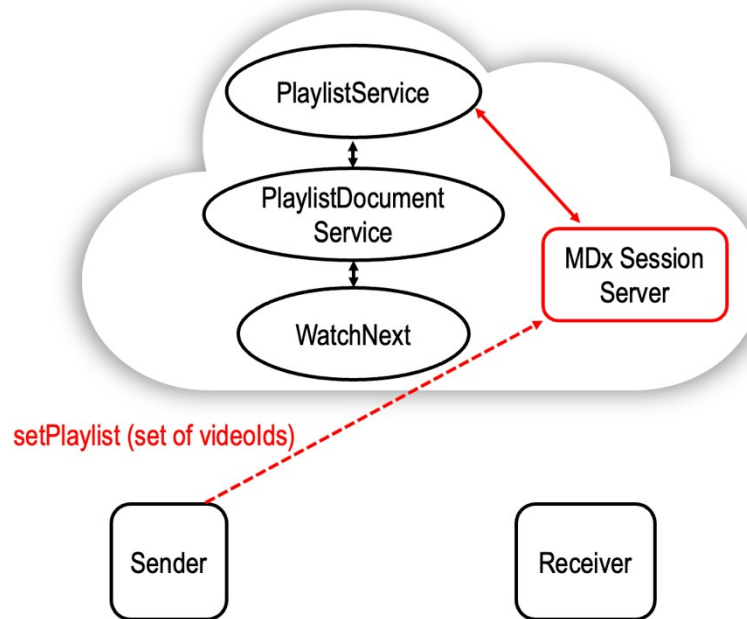 PlaylistService
PlaylistDocument
Service
MDx Session
Server
WatchNext
setPlaylist (set of videoIds)
Sender
Receiver